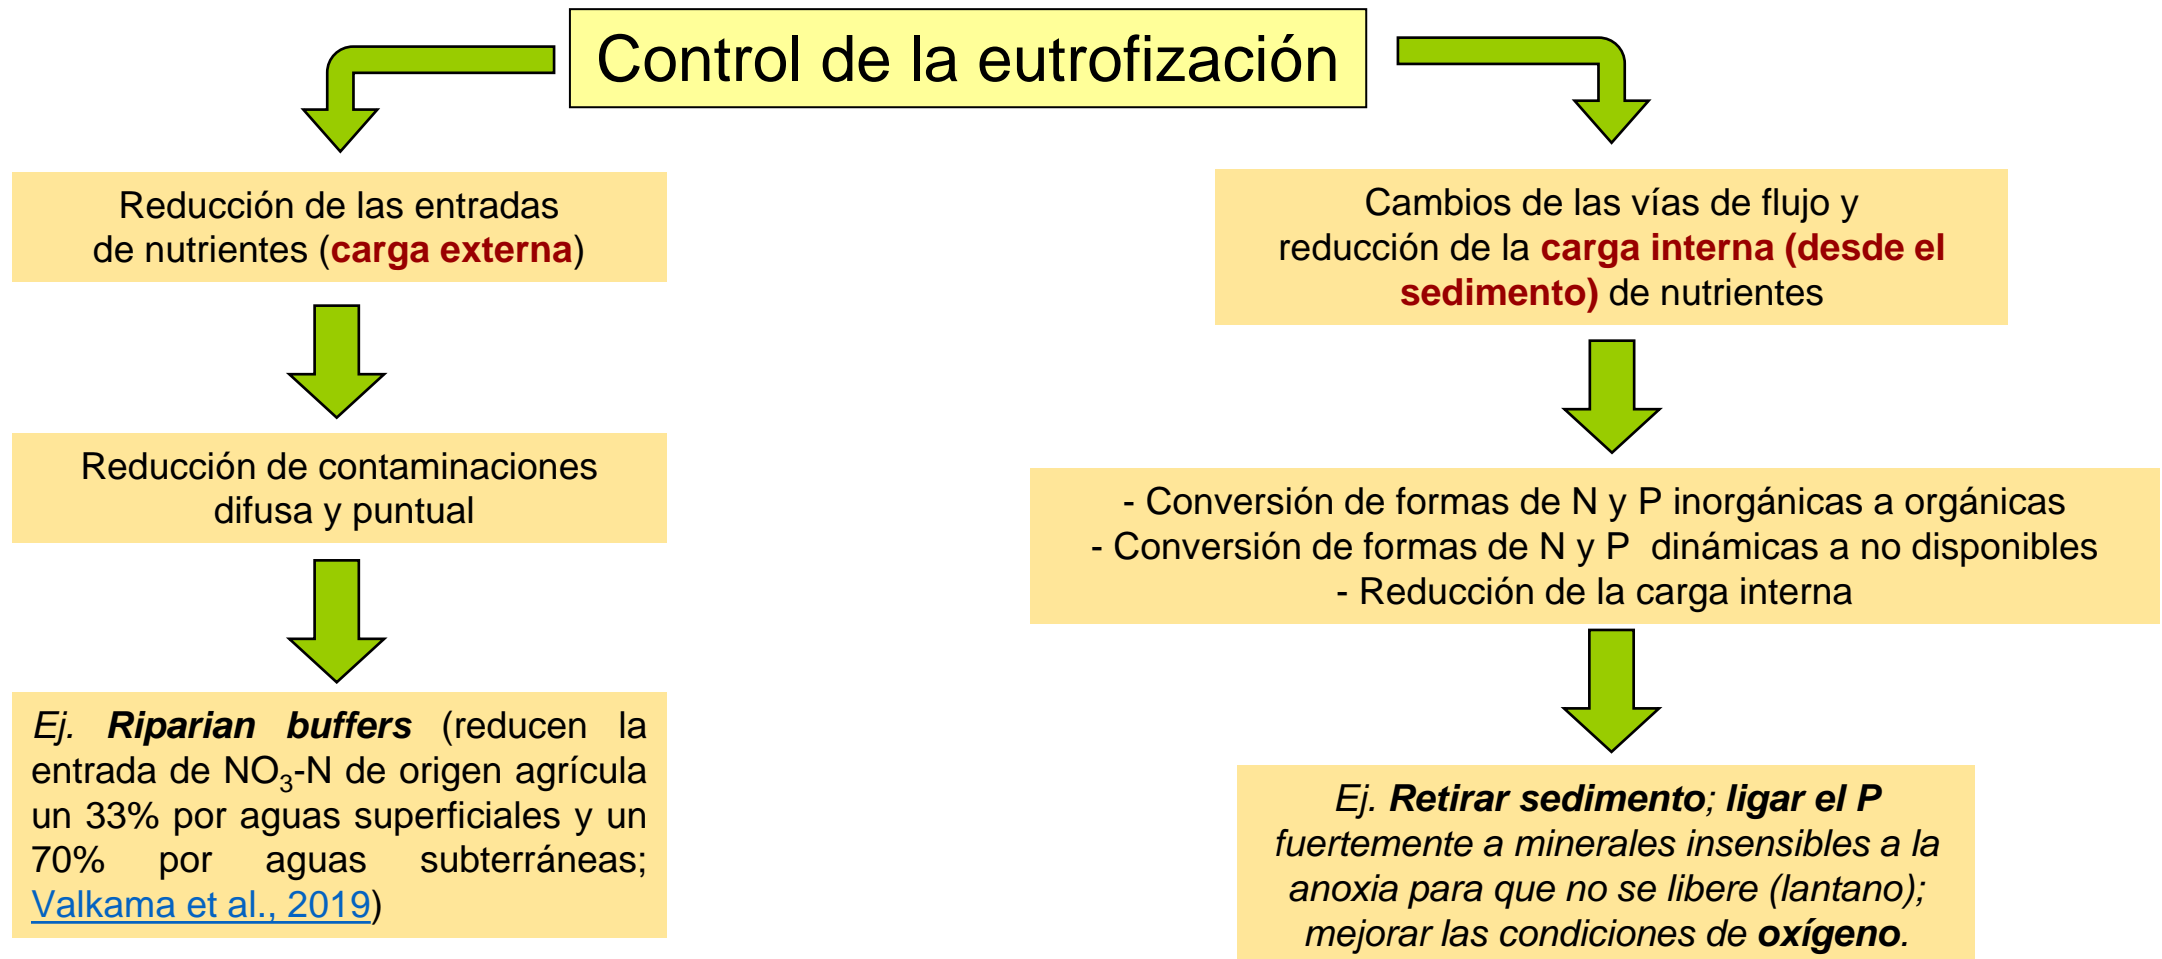 Control de la eutrofización
Reducción de las entradas
de nutrientes (carga externa)
Reducción de contaminaciones
difusa y puntual
Ej. Riparian buffers (reducen la
entrada de NO₃-N de origen agrícula
un 33% por aguas superficiales y un
70% por aguas subterráneas;
Valkama et al., 2019)
Cambios de las vías de flujo y
reducción de la carga interna (desde el
sedimento) de nutrientes
- Conversión de formas de N y P inorgánicas a orgánicas
- Conversión de formas de N y P dinámicas a no disponibles
- Reducción de la carga interna
Ej. Retirar sedimento; ligar el P
fuertemente a minerales insensibles a la
anoxia para que no se libere (lantano);
mejorar las condiciones de oxígeno.